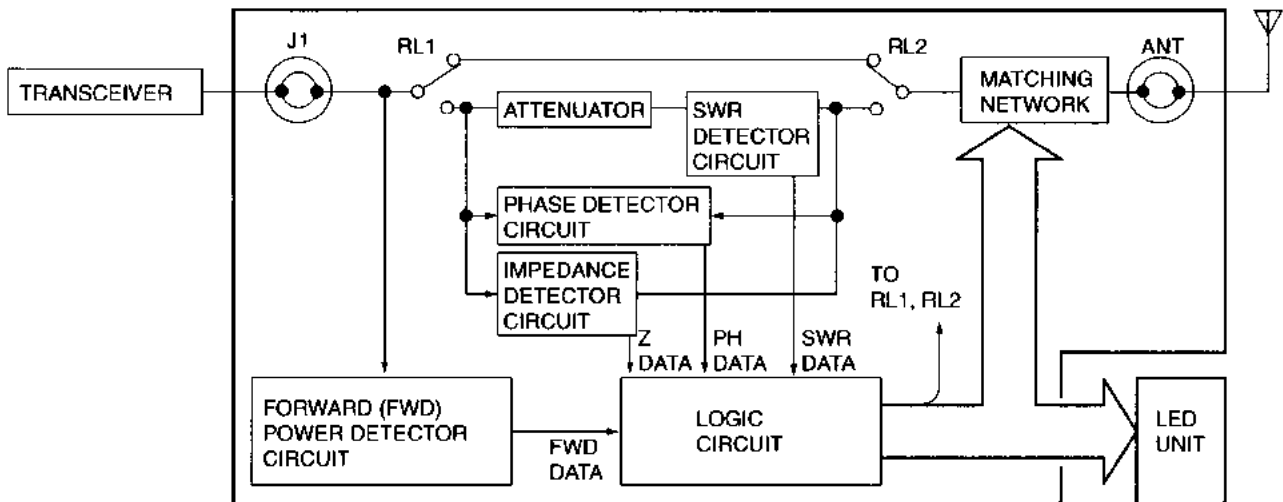 J1
RL1
RL2
ANT
TRANSCEIVER
MATCHING
NETWORK
ATTENUATOR
SWR
DETECTOR
CIRCUIT
PHASE DETECTOR
CIRCUIT
IMPEDANCE
DETECTOR
CIRCUIT
TO
RL1, RL2
Z
DATA
PH
DATA
SWR
DATA
FORWARD (FWD)
POWER DETECTOR
CIRCUIT
FWD
DATA
LOGIC
CIRCUIT
LED
UNIT